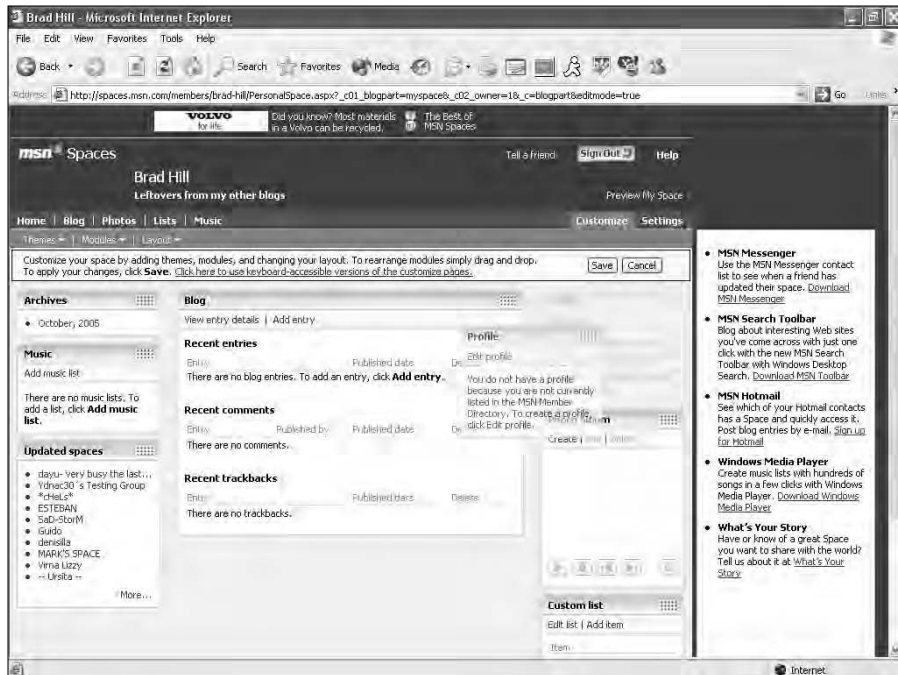 Brad Hill - Microsoft Internet Explorer
File Edit View Favorites Tools Help
Back Search Favorites Media
Address http://spaces.msn.com/members/brad-hill/PersonalSpace.aspx?_c01_blogpart=myspace&_c02_owner=1&_c=blogpart&editmode=true Go Links
VOLVO
for life
Did you know? Most materials
in a Volvo can be recycled.
The Best of
MSN Spaces
msn Spaces
Tell a friend Sign Out Help
Brad Hill
Leftovers from my other blogs
Preview My Space
Home | Blog | Photos | Lists | Music
Customize Settings
Themes | Modules | Layout
Customize your space by adding themes, modules, and changing your layout. To rearrange modules simply drag and drop.
To apply your changes, click Save. Click here to use keyboard-accessible versions of the customize pages.
Save Cancel
Archives
• October, 2005
Music
Add music list
There are no music lists. To
add a list, click Add music
list.
Updated spaces
• dayu- very busy the last...
• Ydnac30´s Testing Group
• *cHeLs*
• ESTEBAN
• SaD-StorM
• Guido
• denisilla
• MARK'S SPACE
• Virna Lizzy
• -- Ursita --
More...
Blog
View entry details | Add entry
Recent entries
Entry Published date De
There are no blog entries. To add an entry, click Add entry.
Recent comments
Entry Published by Published date De
There are no comments.
Recent trackbacks
Entry Published date Delete
There are no trackbacks.
Profile
Edit profile
You do not have a profile
because you are not currently
listed in the MSN Member
Directory. To create a profile,
click Edit profile.
Create |
Custom list
Edit list | Add item
Item
• MSN Messenger
Use the MSN Messenger contact
list to see when a friend has
updated their space. Download
MSN Messenger
• MSN Search Toolbar
Blog about interesting Web sites
you've come across with just one
click with the new MSN Search
Toolbar with Windows Desktop
Search. Download MSN Toolbar
• MSN Hotmail
See which of your Hotmail contacts
has a Space and quickly access it.
Post blog entries by e-mail. Sign up
for Hotmail
• Windows Media Player
Create music lists with hundreds of
songs in a few clicks with Windows
Media Player. Download Windows
Media Player
• What's Your Story
Have or know of a great Space
you want to share with the world?
Tell us about it at What's Your
Story
Internet